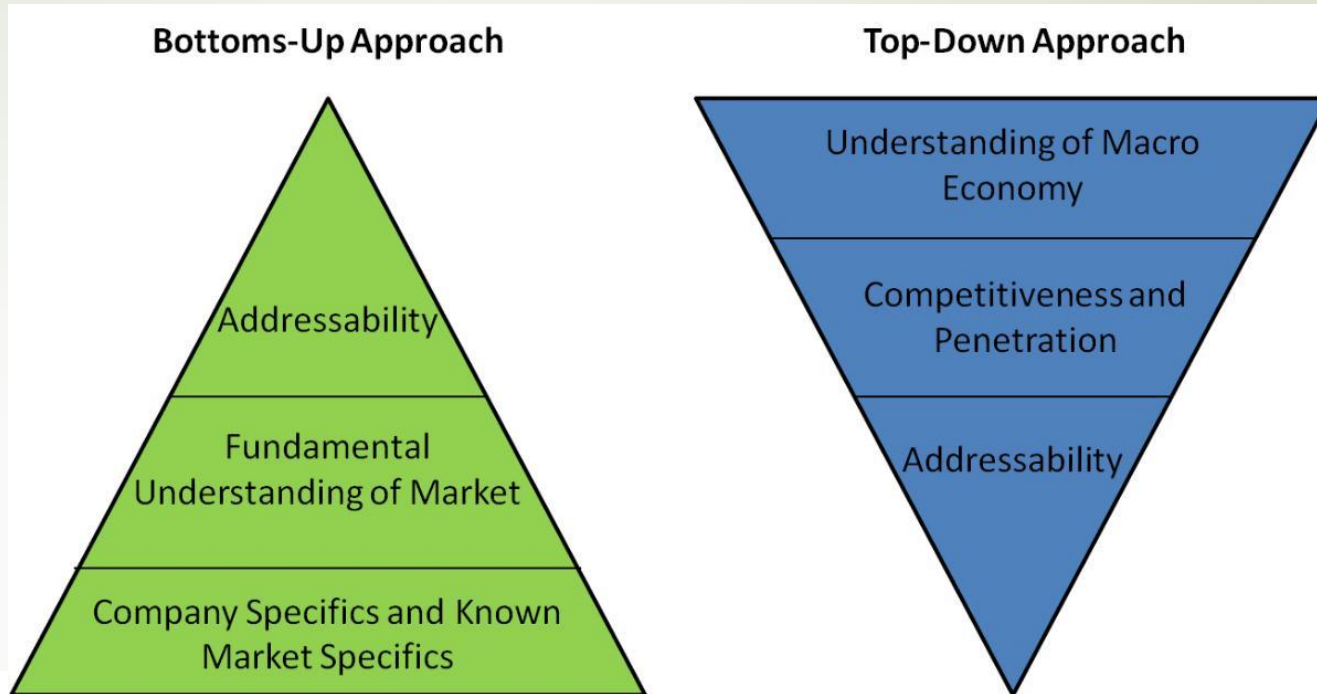 Bottoms-Up Approach
Addressability
Fundamental
Understanding of Market
Company Specifics and Known
Market Specifics
Top-Down Approach
Understanding of Macro
Economy
Competitiveness and
Penetration
Addressability